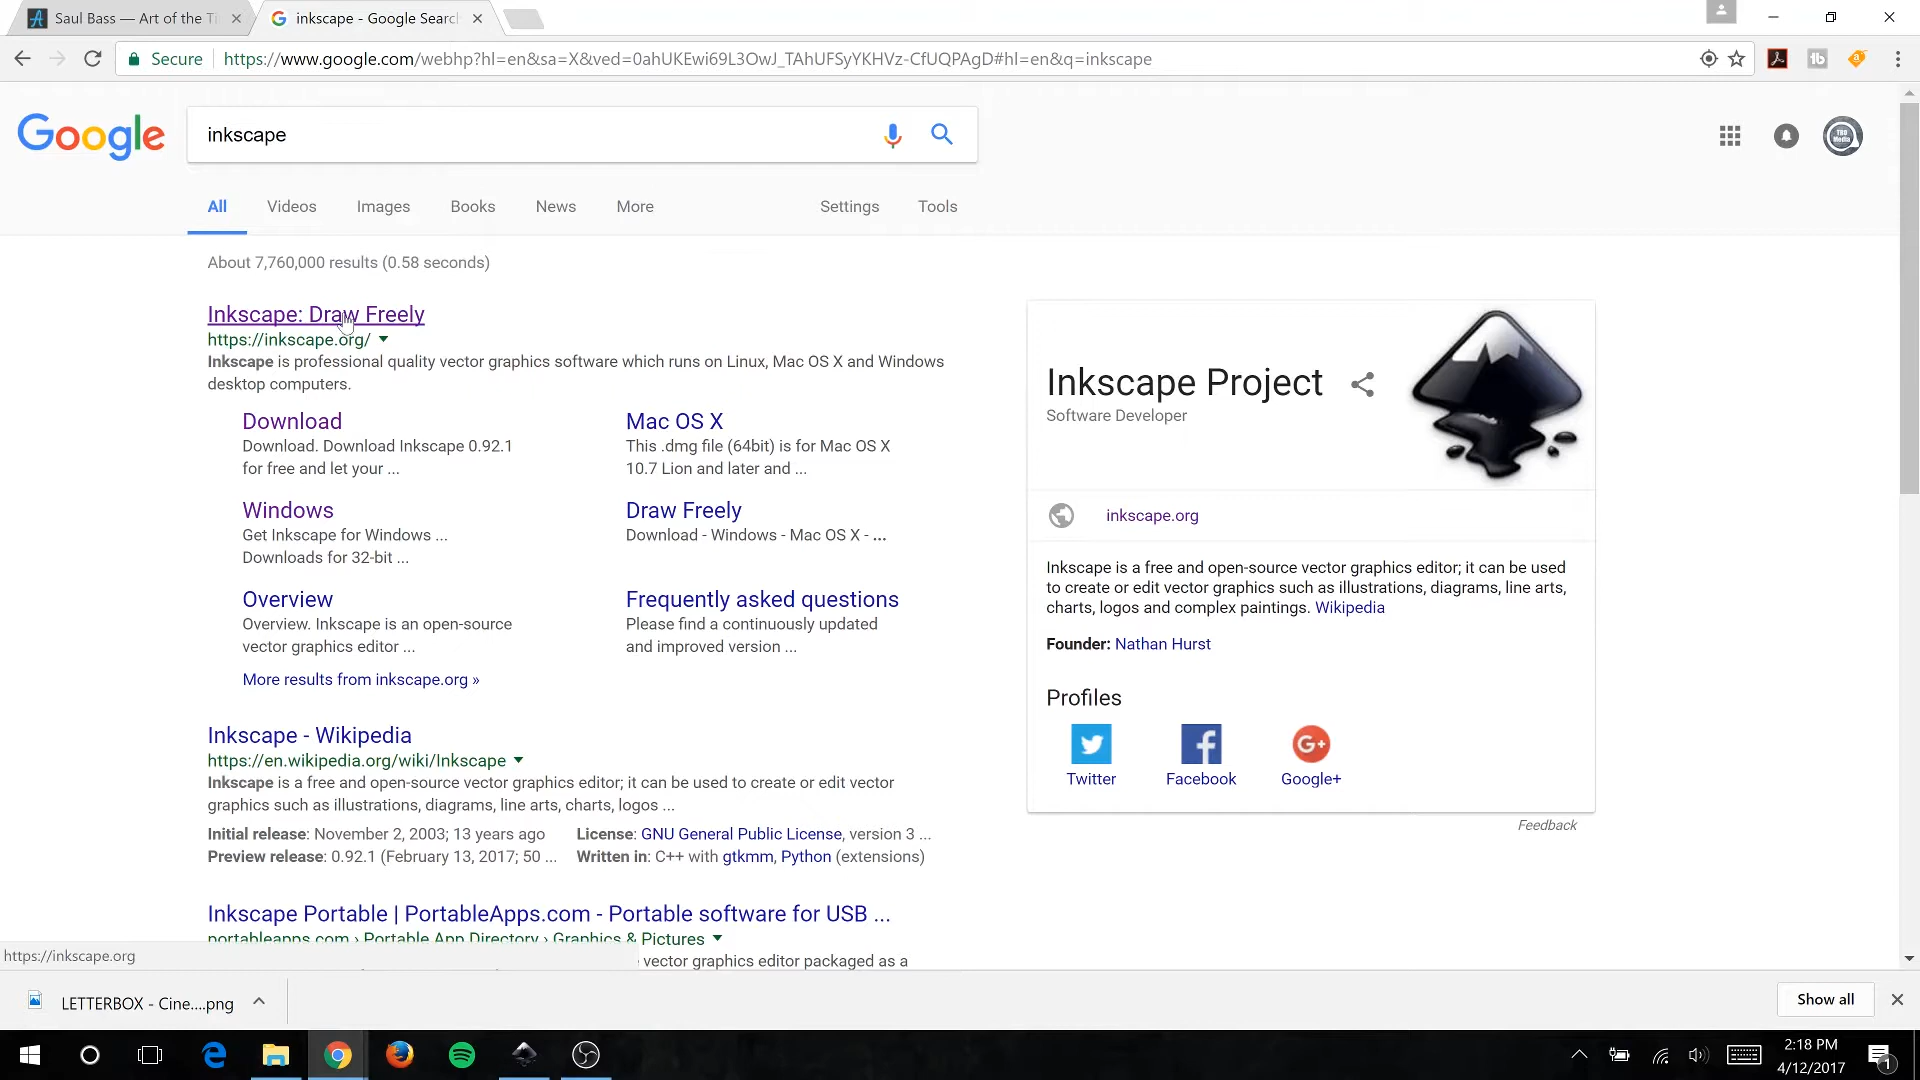 Saul Bass — Art of the Ti
inkscape - Google Search
Secure https://www.google.com/webhp?hl=en&sa=X&ved=0ahUKEwi69L3OwJ_TAhUFSyYKHVz-CfUQPAgD#hl=en&q=inkscape
Google
inkscape
TRB Media
All Videos Images Books News More Settings Tools
About 7,760,000 results (0.58 seconds)
Inkscape: Draw Freely
https://inkscape.org/
Inkscape is professional quality vector graphics software which runs on Linux, Mac OS X and Windows
desktop computers.
Download
Download. Download Inkscape 0.92.1
for free and let your ...
Mac OS X
This .dmg file (64bit) is for Mac OS X
10.7 Lion and later and ...
Windows
Get Inkscape for Windows ...
Downloads for 32-bit ...
Draw Freely
Download - Windows - Mac OS X - ...
Overview
Overview. Inkscape is an open-source
vector graphics editor ...
Frequently asked questions
Please find a continuously updated
and improved version ...
More results from inkscape.org »
Inkscape - Wikipedia
https://en.wikipedia.org/wiki/Inkscape
Inkscape is a free and open-source vector graphics editor; it can be used to create or edit vector
graphics such as illustrations, diagrams, line arts, charts, logos ...
Initial release: November 2, 2003; 13 years ago
License: GNU General Public License, version 3 ...
Preview release: 0.92.1 (February 13, 2017; 50 ...
Written in: C++ with gtkmm, Python (extensions)
Inkscape Portable | PortableApps.com - Portable software for USB ...
portableapps.com › Portable App Directory › Graphics & Pictures
vector graphics editor packaged as a
Inkscape Project
Software Developer
inkscape.org
Inkscape is a free and open-source vector graphics editor; it can be used
to create or edit vector graphics such as illustrations, diagrams, line arts,
charts, logos and complex paintings. Wikipedia
Founder: Nathan Hurst
Profiles
Twitter Facebook Google+
Feedback
https://inkscape.org
LETTERBOX - Cine....png
Show all
2:18 PM
4/12/2017
1